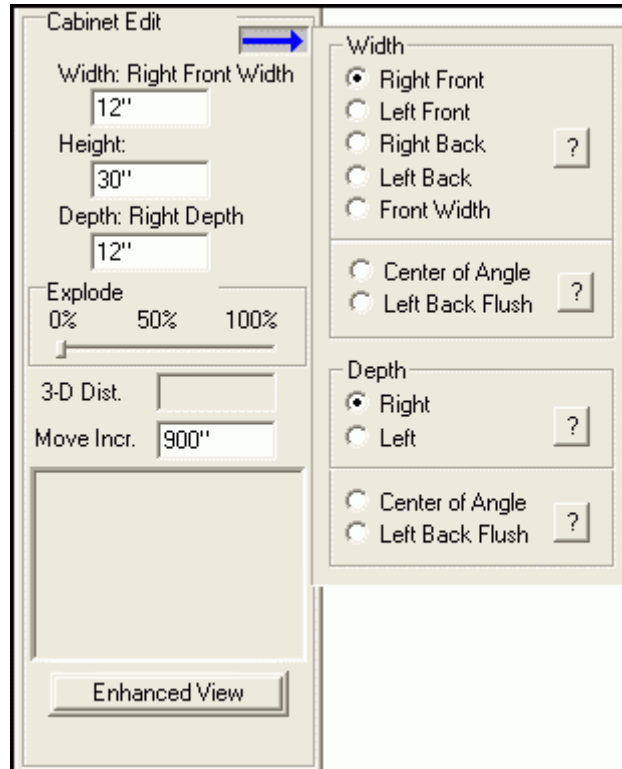 Cabinet Edit
Width: Right Front Width
12"
Height:
30"
Depth: Right Depth
12"
Explode
0% 50% 100%
3-D Dist.
Move Incr. 900"
Enhanced View
Width
Right Front
Left Front
Right Back
Left Back
Front Width
?
Center of Angle
Left Back Flush
?
Depth
Right
Left
?
Center of Angle
Left Back Flush
?